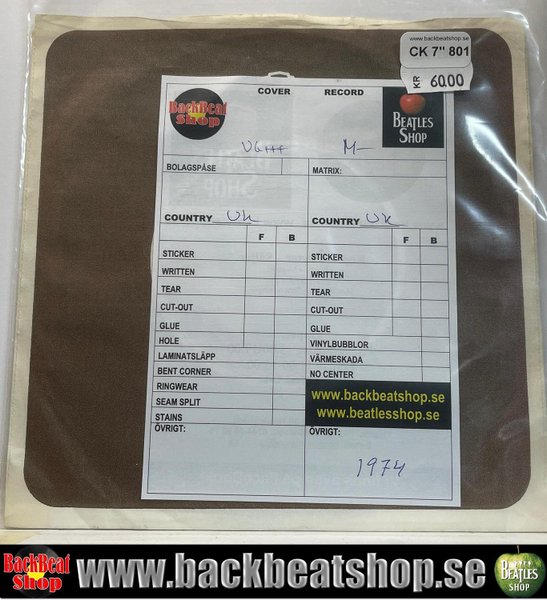 www.backbeatshop.se
CK 7" 801
KR 60.00
BackBeat Shop COVER RECORD BEATLES SHOP
VG+++ M-
BOLAGSPÅSE MATRIX:
COUNTRY UK COUNTRY UK
F B F B
STICKER STICKER
WRITTEN WRITTEN
TEAR TEAR
CUT-OUT CUT-OUT
GLUE GLUE
HOLE VINYLBUBBLOR
LAMINATSLÄPP VÄRMESKADA
BENT CORNER NO CENTER
RINGWEAR www.backbeatshop.se
SEAM SPLIT www.beatlesshop.se
STAINS
ÖVRIGT: ÖVRIGT:
1974
BackBeat Shop www.backbeatshop.se BEATLES SHOP